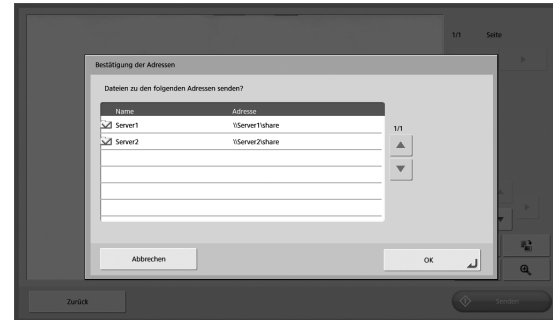 1/1 Seite
Bestätigung der Adressen
Dateien zu den folgenden Adressen senden?
Name Adresse
Server1 \\Server1\share
Server2 \\Server2\share
1/1
Abbrechen OK
Zurück Senden